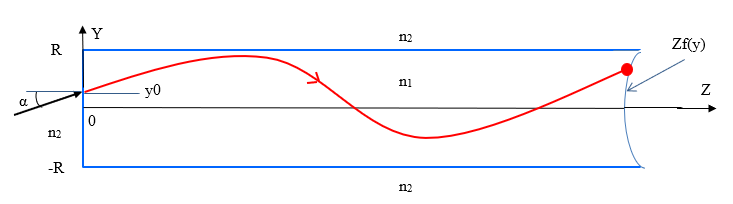 Y
n₂
R
Zf(y)
n₁
α
y0
Z
0
n₂
-R
n₂